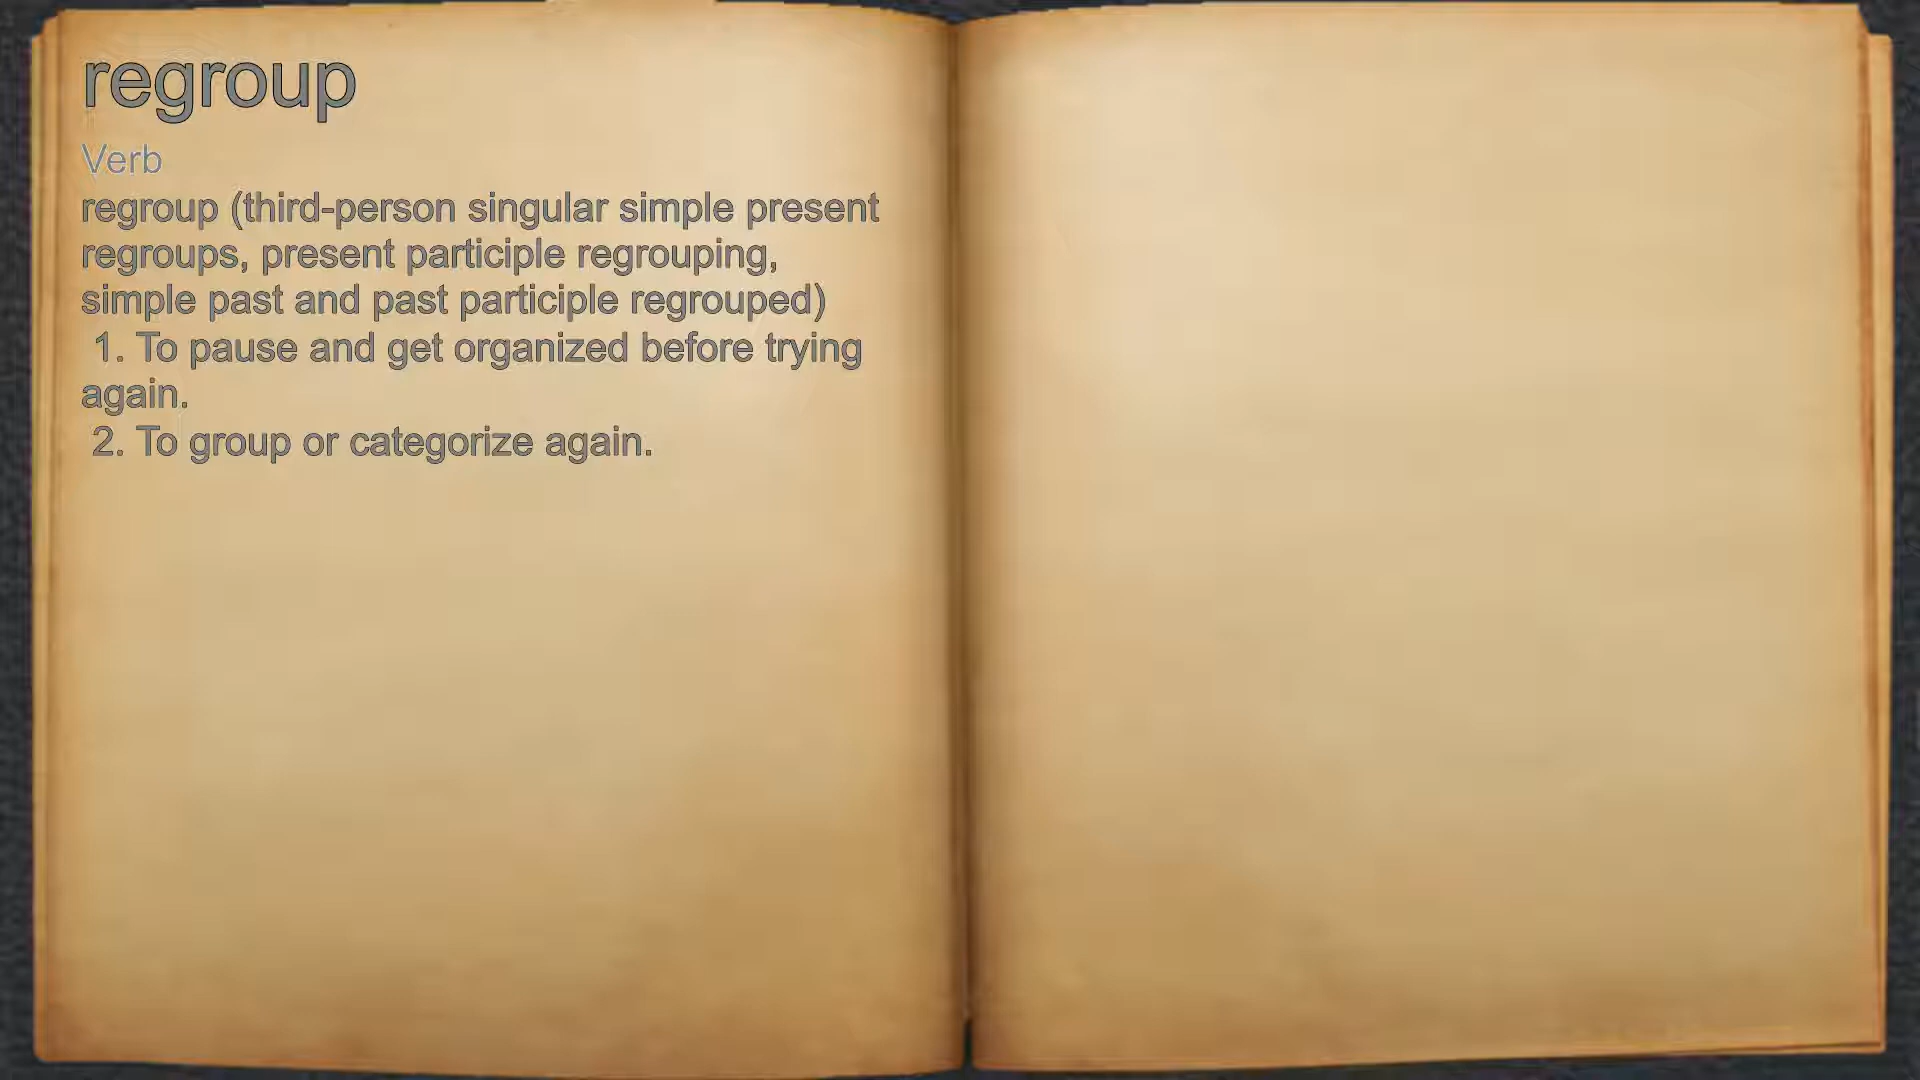 regroup
Verb
regroup (third-person singular simple present
regroups, present participle regrouping,
simple past and past participle regrouped)
1. To pause and get organized before trying
again.
2. To group or categorize again.